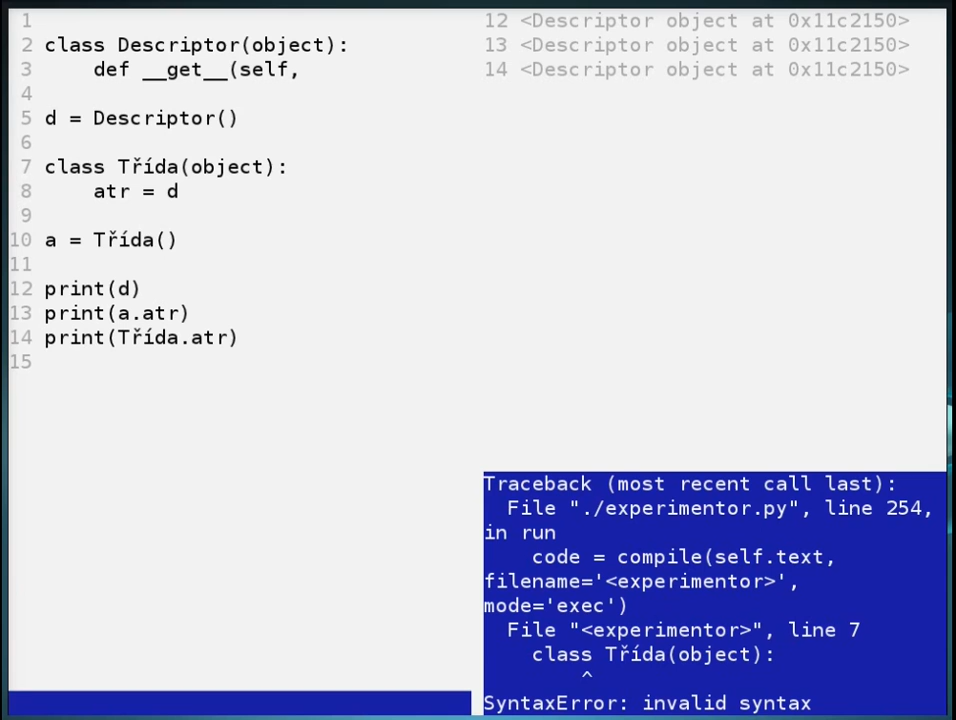 1
2 class Descriptor(object):
3     def __get__(self,
4
5 d = Descriptor()
6
7 class Třída(object):
8     atr = d
9
10 a = Třída()
11
12 print(d)
13 print(a.atr)
14 print(Třída.atr)
15
12 <Descriptor object at 0x11c2150>
13 <Descriptor object at 0x11c2150>
14 <Descriptor object at 0x11c2150>
Traceback (most recent call last):
  File "./experimentor.py", line 254,
in run
    code = compile(self.text,
filename='<experimentor>',
mode='exec')
  File "<experimentor>", line 7
    class Třída(object):
        ^
SyntaxError: invalid syntax